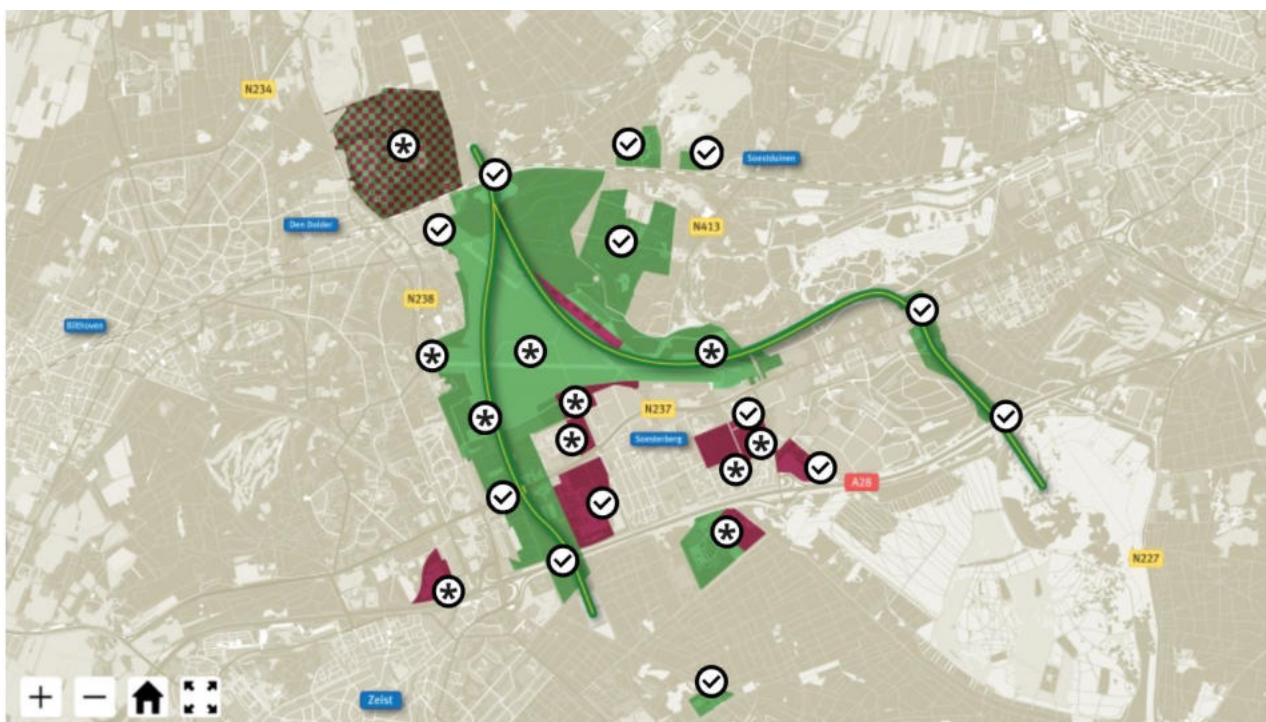 N234
Soestduinen
Den Dolder
N413
N238
Bilthoven
N237
Soesterberg
A28
N227
Zeist